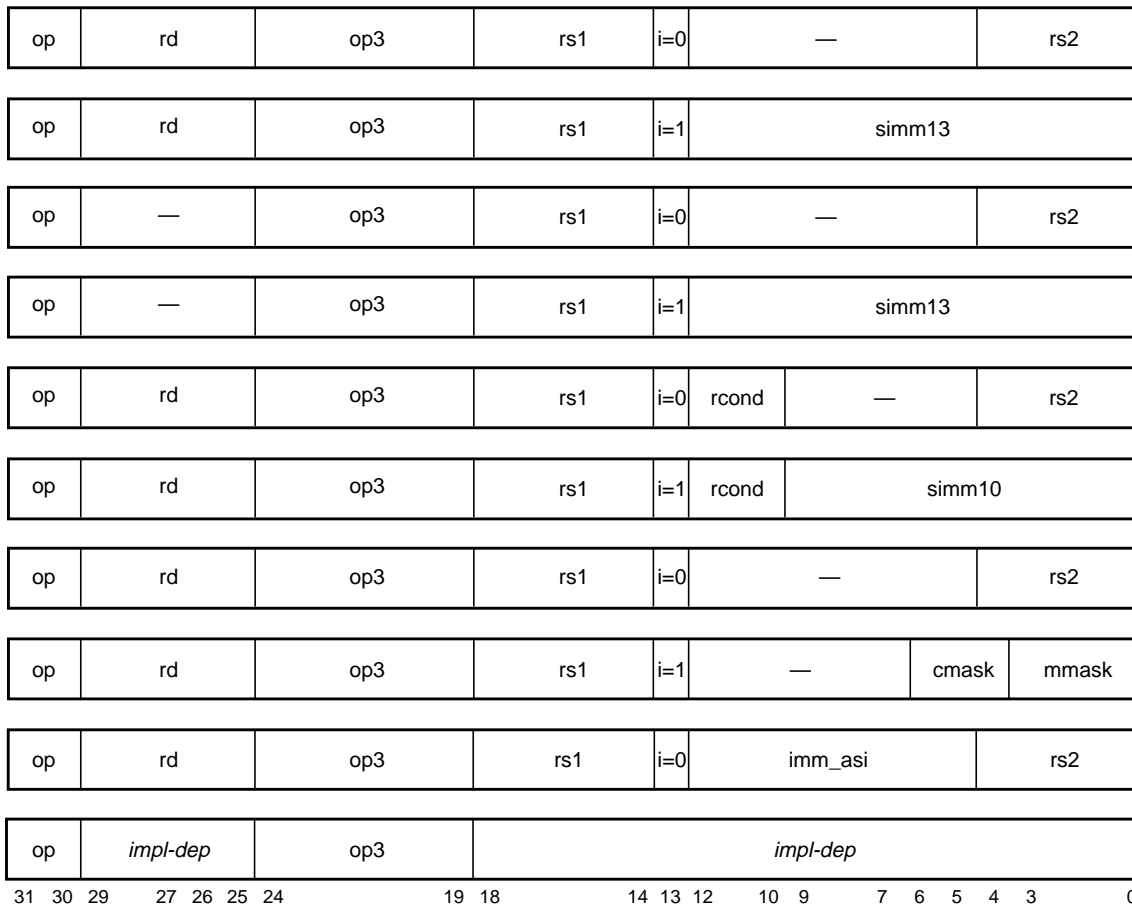 op rd op3 rs1 i=0 — rs2
op rd op3 rs1 i=1 simm13
op — op3 rs1 i=0 — rs2
op — op3 rs1 i=1 simm13
op rd op3 rs1 i=0 rcond — rs2
op rd op3 rs1 i=1 rcond simm10
op rd op3 rs1 i=0 — rs2
op rd op3 rs1 i=1 — cmask mmask
op rd op3 rs1 i=0 imm_asi rs2
op impl-dep op3 impl-dep
31 30 29 27 26 25 24 19 18 14 13 12 10 9 7 6 5 4 3 0